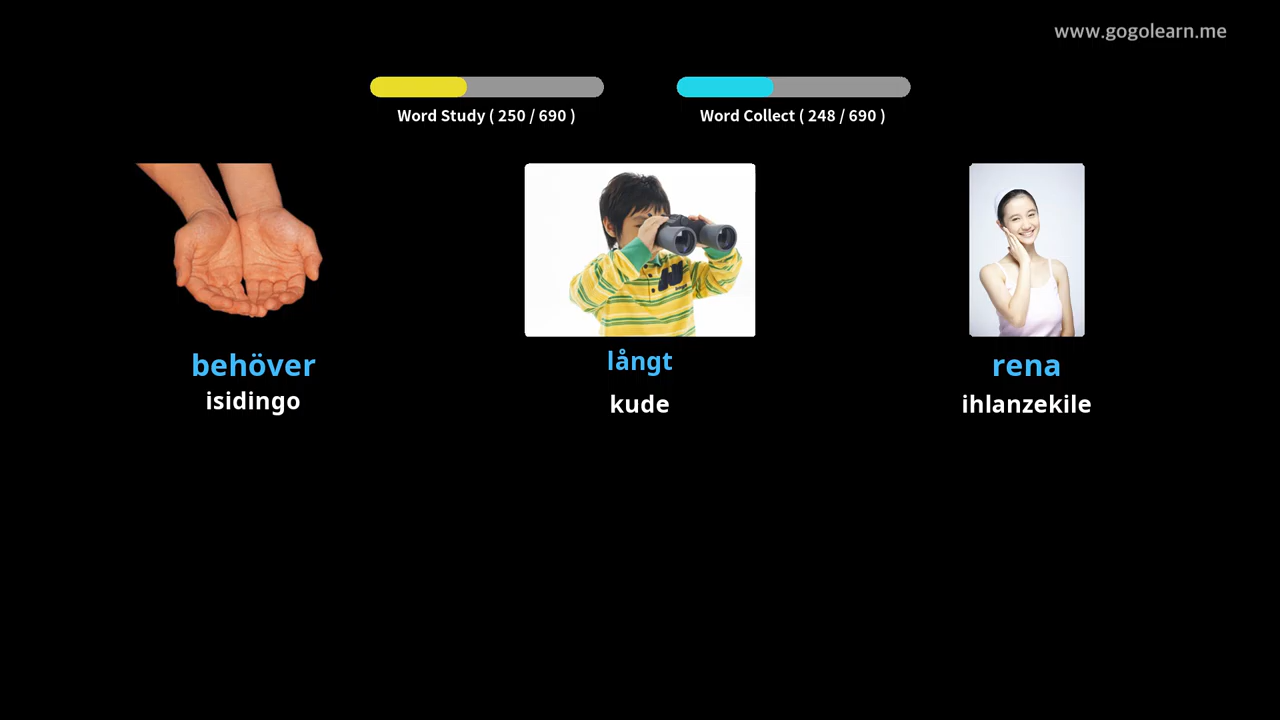 www.gogolearn.me
Word Study ( 250 / 690 )
Word Collect ( 248 / 690 )
behöver
isidingo
långt
kude
rena
ihlanzekile